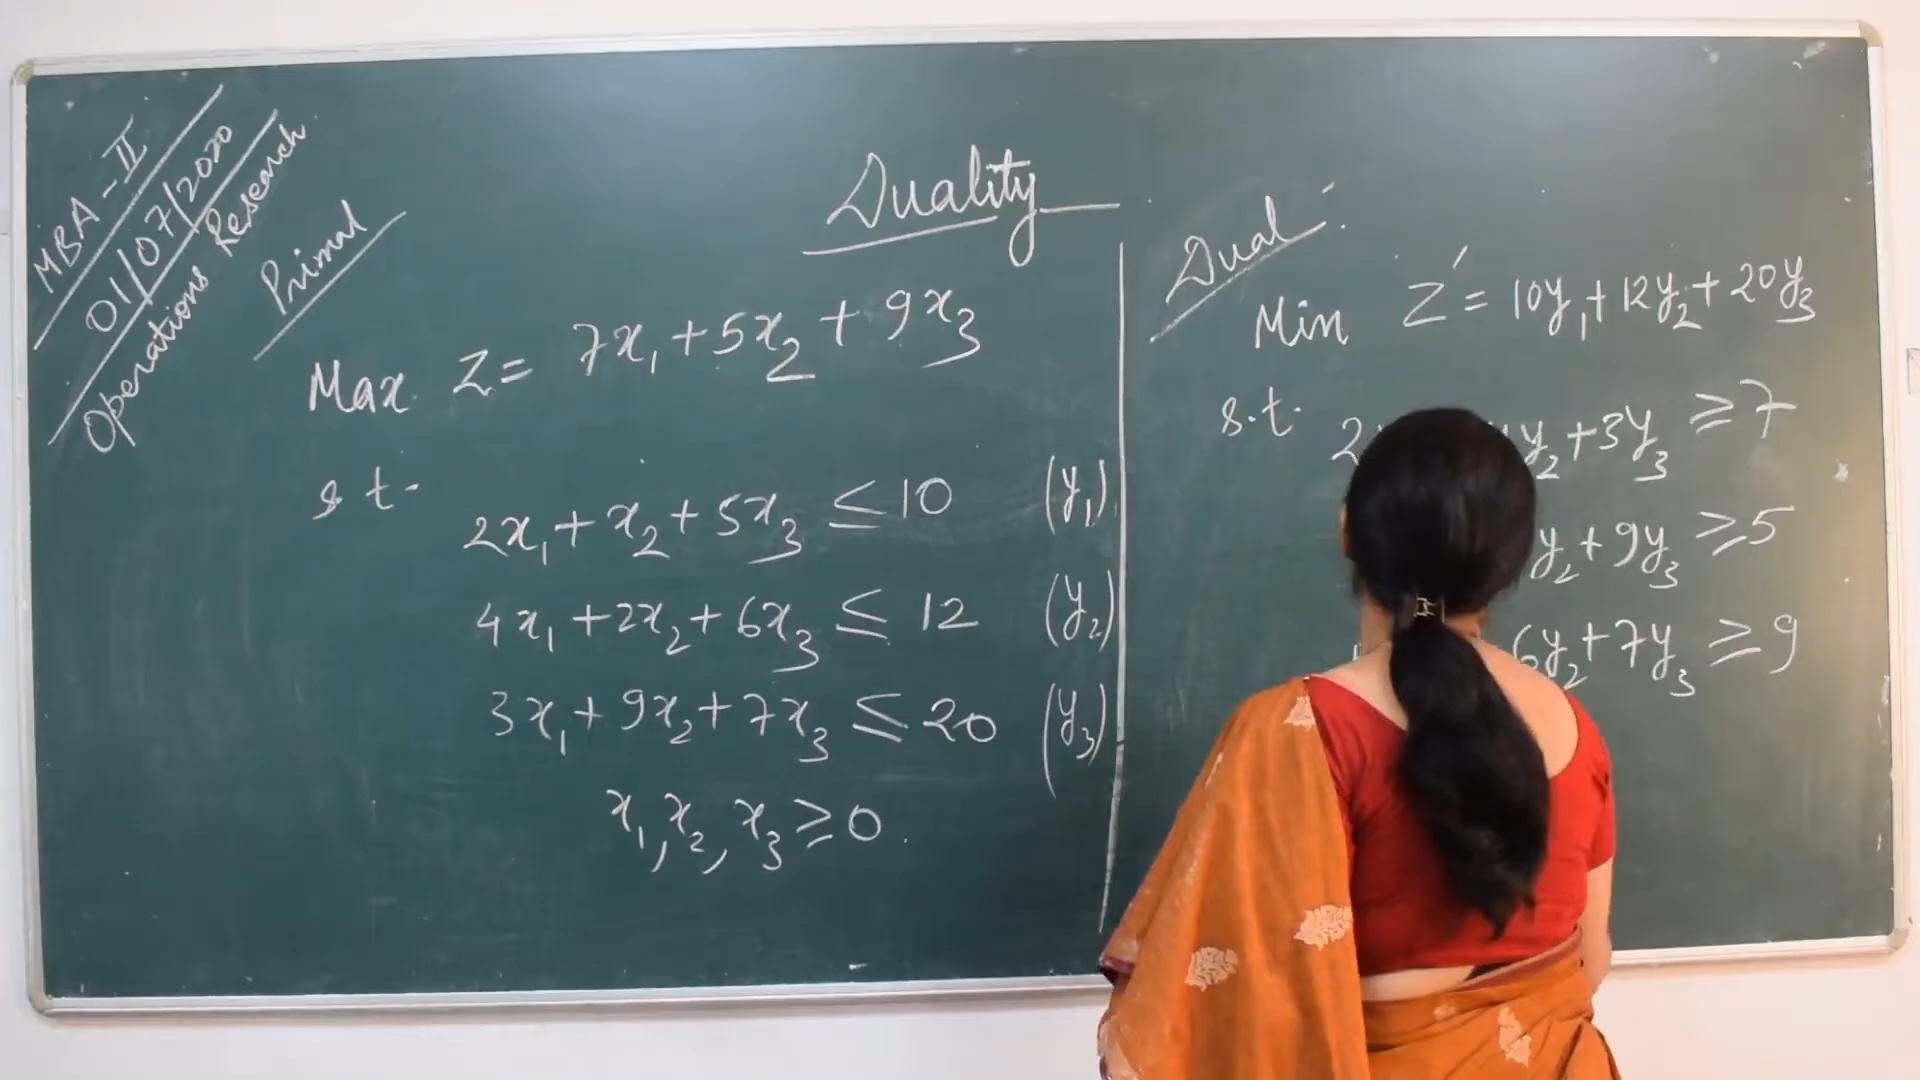 MBA-II
01/07/2020
Operations Research
Duality
Primal
Max Z = 7x₁ + 5x₂ + 9x₃
s t.
2x₁ + x₂ + 5x₃ ≤ 10 (y₁)
4x₁ + 2x₂ + 6x₃ ≤ 12 (y₂)
3x₁ + 9x₂ + 7x₃ ≤ 20 (y₃)
x₁, x₂, x₃ ≥ 0.
Dual:
Min Z' = 10y₁ + 12y₂ + 20y₃
s.t. 2 y₂ + 3y₃ ≥ 7
y₂ + 9y₃ ≥ 5
6y₂ + 7y₃ ≥ 9